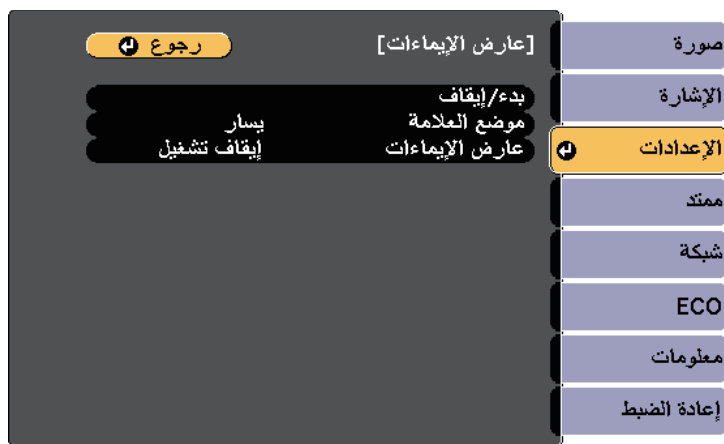 صورة
الإشارة
الإعدادات
ممتد
شبكة
ECO
معلومات
إعادة الضبط
[عارض الإيماءات] رجوع
بدء/إيقاف
موضع العلامة يسار
عارض الإيماءات إيقاف تشغيل